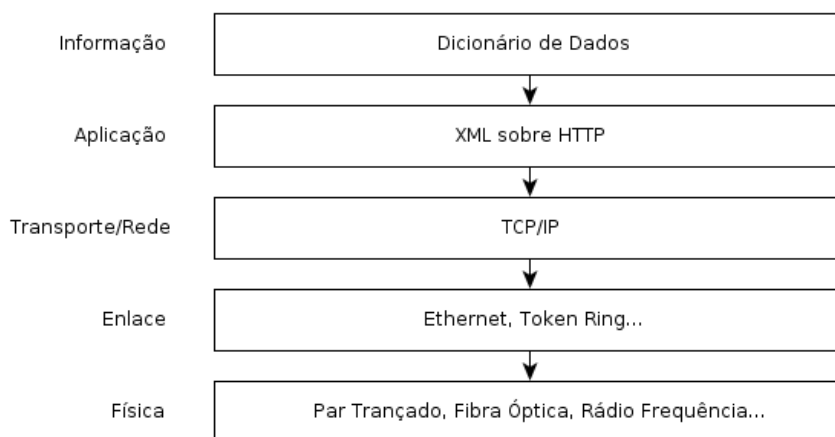 Informação
Dicionário de Dados
Aplicação
XML sobre HTTP
Transporte/Rede
TCP/IP
Enlace
Ethernet, Token Ring...
Física
Par Trançado, Fibra Óptica, Rádio Frequência...